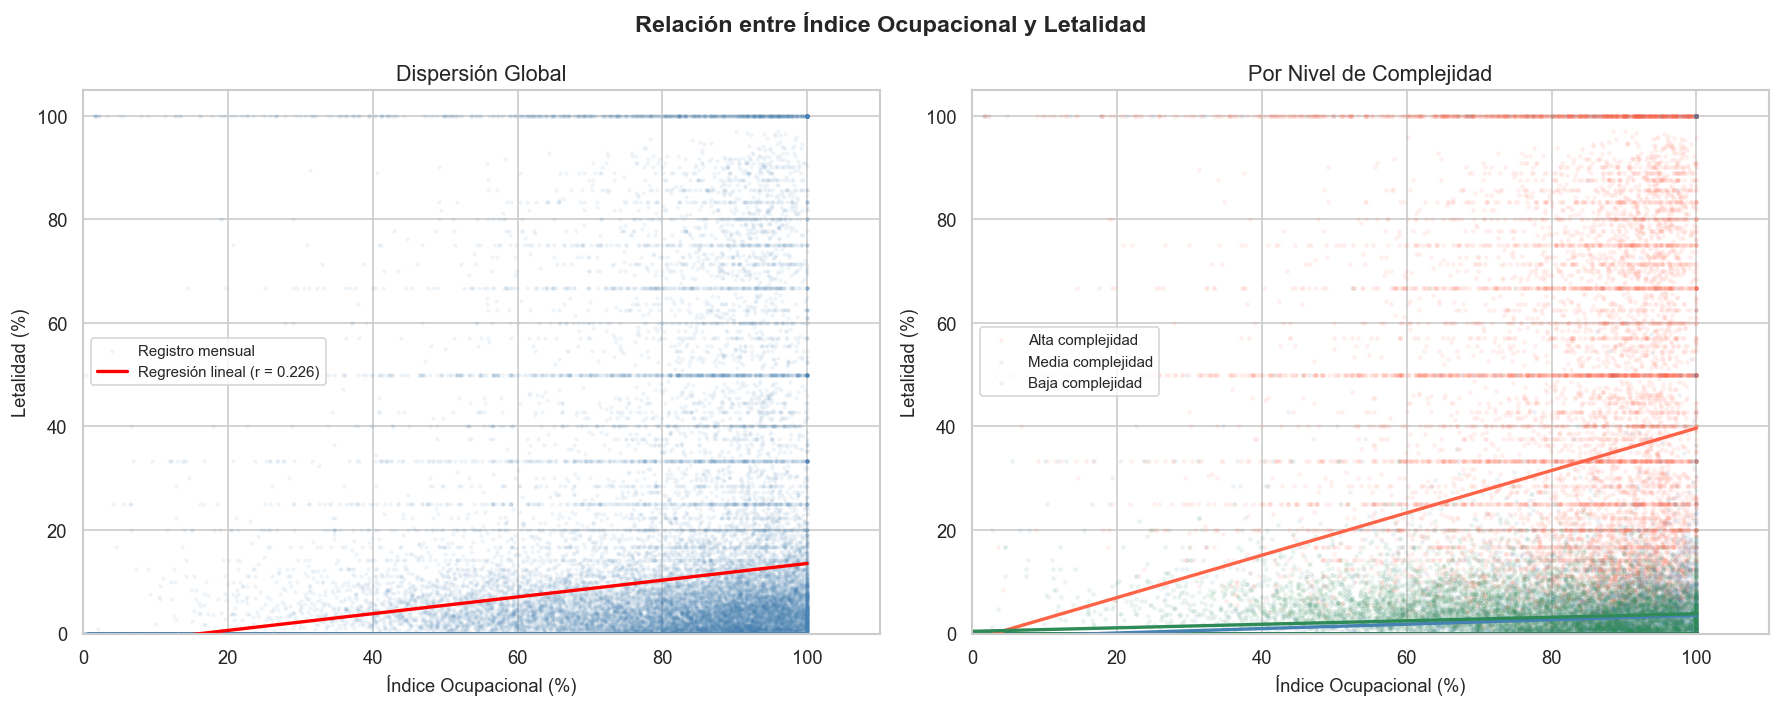 Relación entre Índice Ocupacional y Letalidad
Dispersión Global
100
80
60
40
20
0
Letalidad (%)
Registro mensual
Regresión lineal (r = 0.226)
0 20 40 60 80 100
Índice Ocupacional (%)
Por Nivel de Complejidad
100
80
60
40
20
0
Letalidad (%)
Alta complejidad
Media complejidad
Baja complejidad
0 20 40 60 80 100
Índice Ocupacional (%)